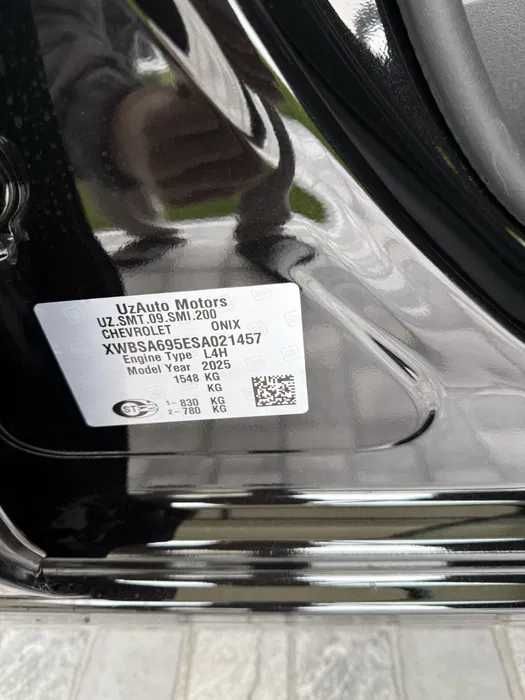 UzAuto Motors
UZ.SMT.09.SMI.200
CHEVROLET ONIX
XWBSA695ESA021457
Engine Type L4H
Model Year 2025
1548 KG
KG
1- 830 KG
2- 780 KG